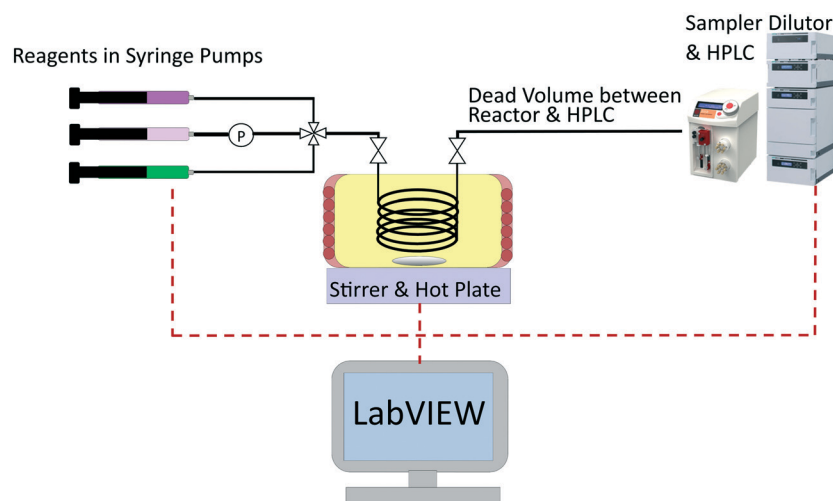 Sampler Dilutor
& HPLC
Reagents in Syringe Pumps
Dead Volume between
Reactor & HPLC
P
Stirrer & Hot Plate
LabVIEW